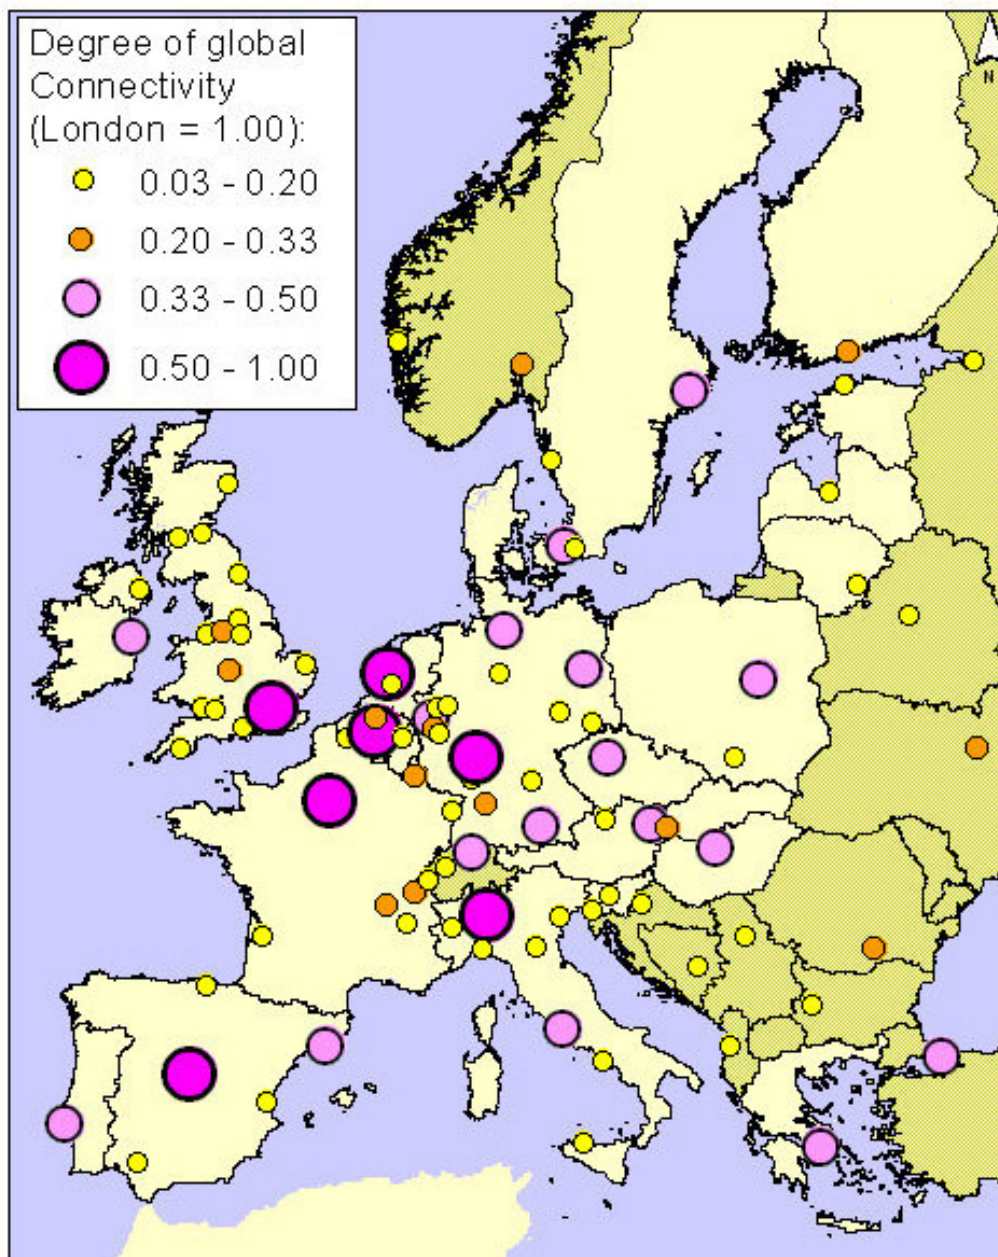 Degree of global
Connectivity
(London = 1.00):
0.03 - 0.20
0.20 - 0.33
0.33 - 0.50
0.50 - 1.00
N